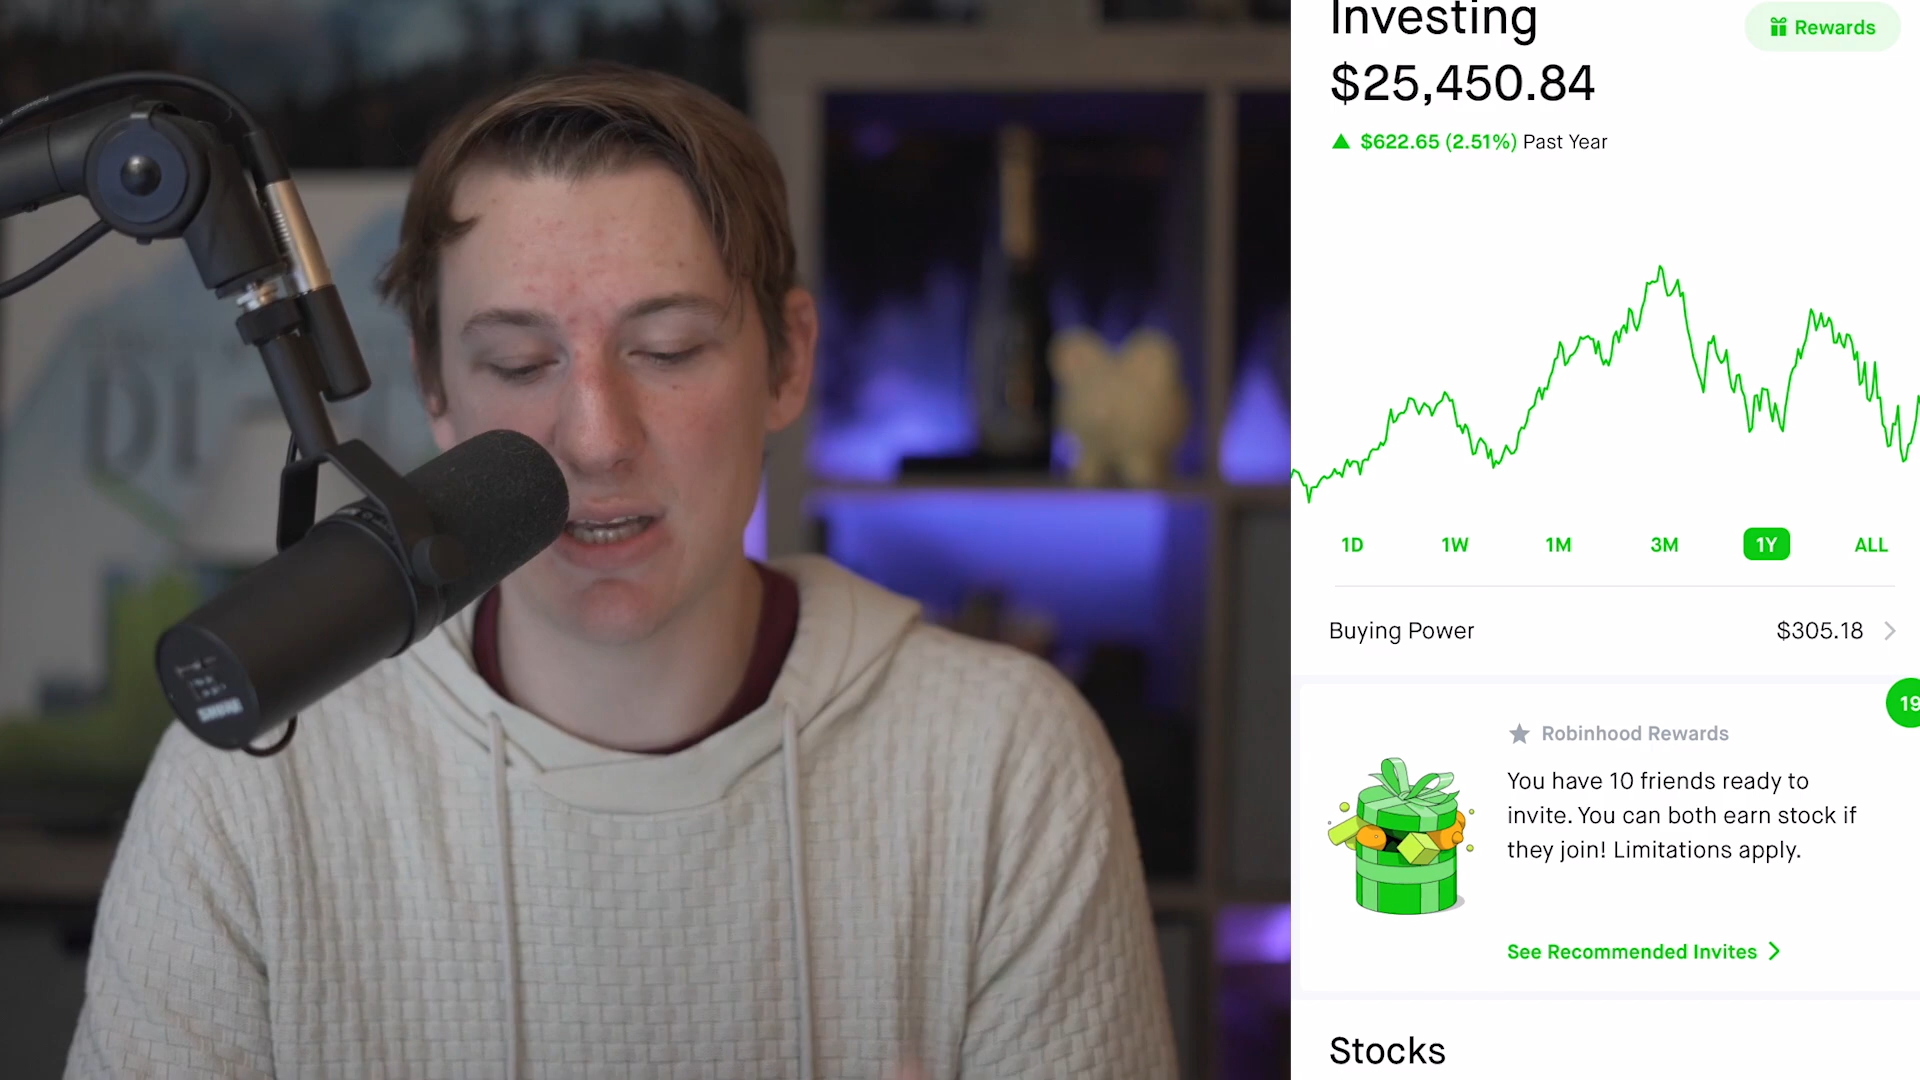 DI
SHURE
Investing
Rewards
$25,450.84
$622.65 (2.51%) Past Year
1D 1W 1M 3M 1Y ALL
Buying Power $305.18
19
Robinhood Rewards
You have 10 friends ready to
invite. You can both earn stock if
they join! Limitations apply.
See Recommended Invites
Stocks